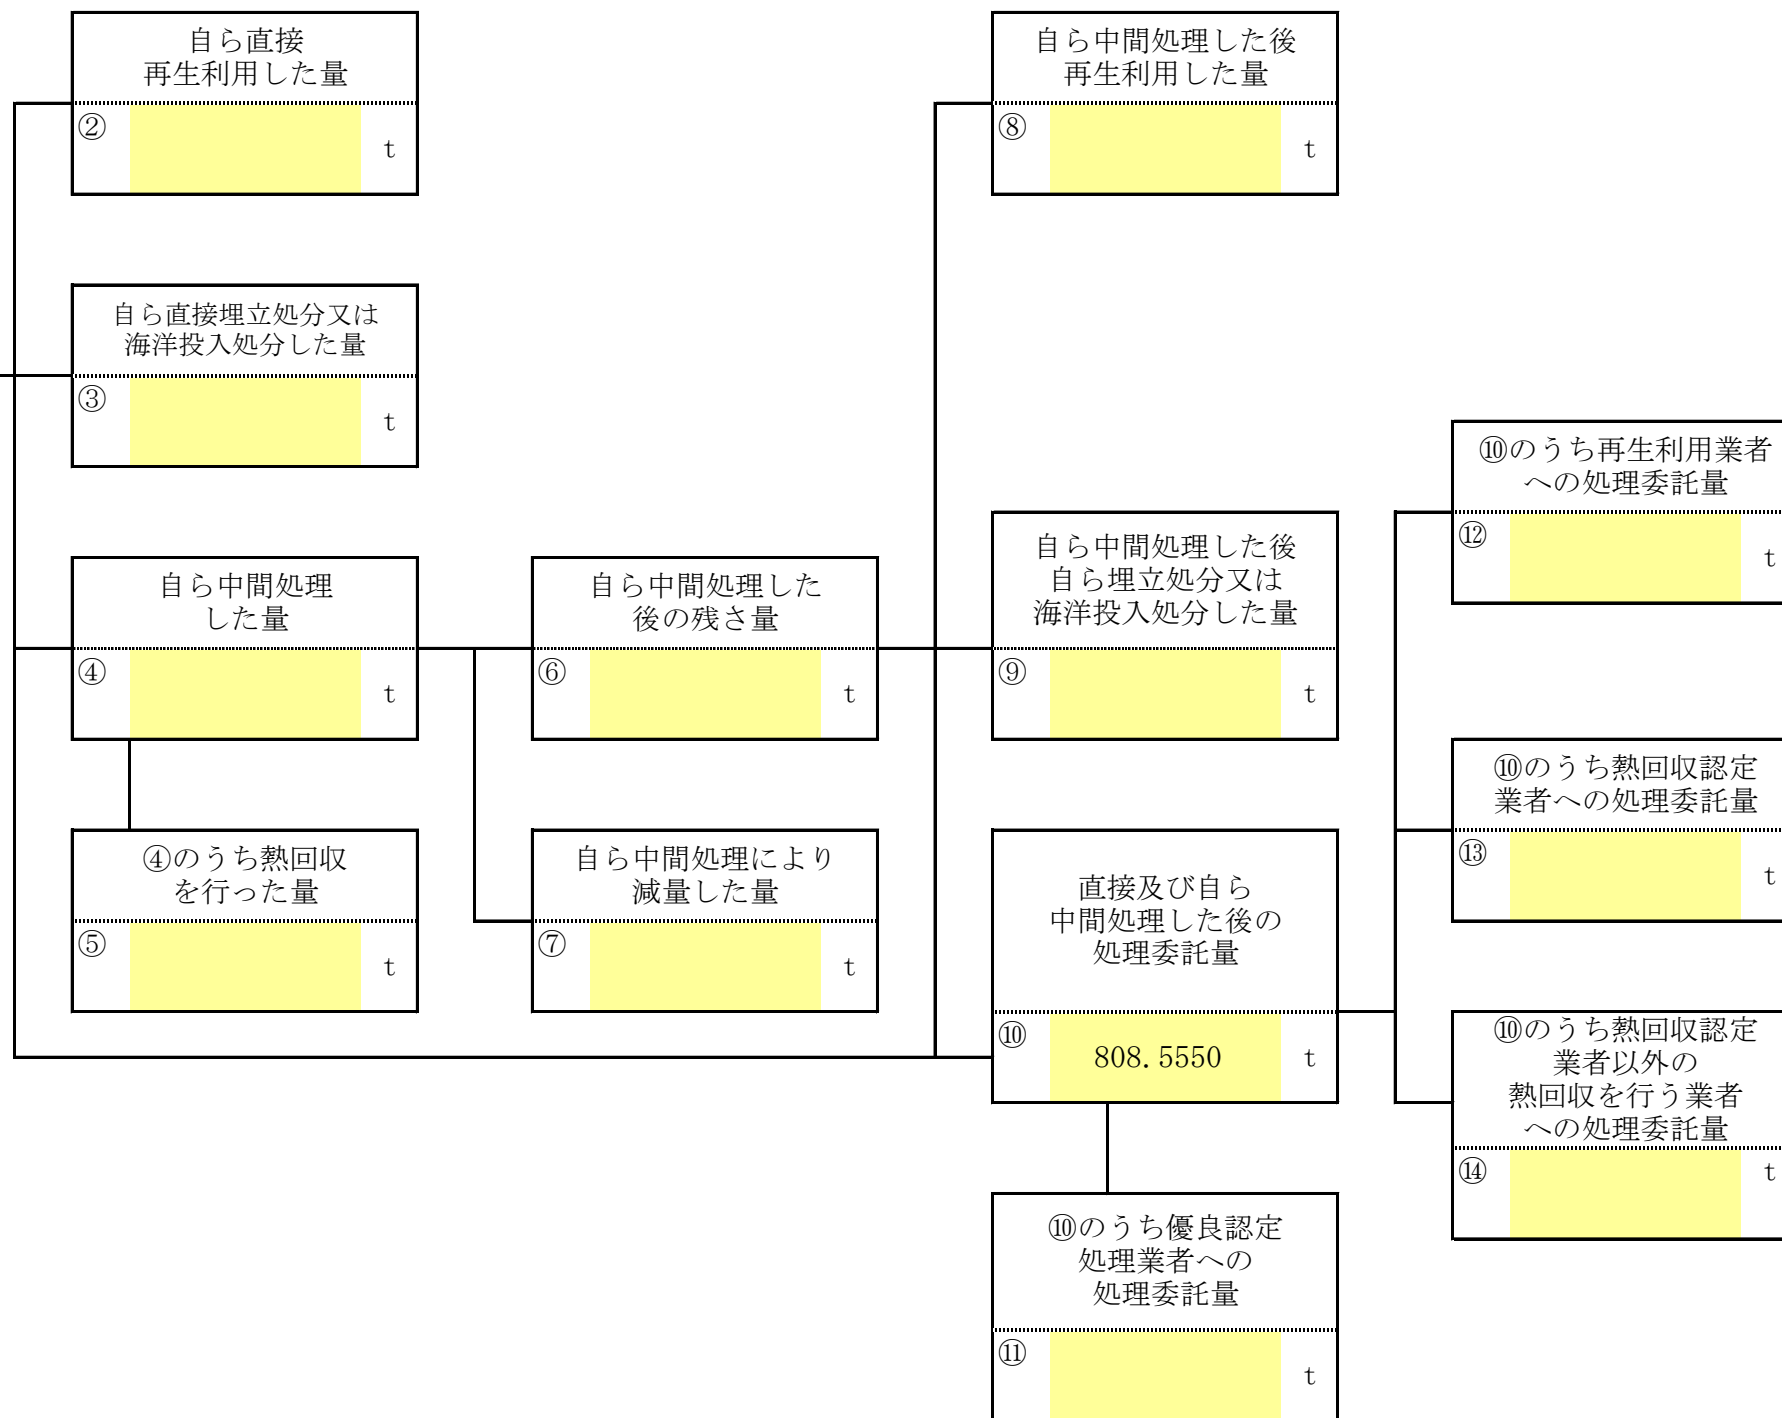 自ら直接
再生利用した量
②
t
自ら中間処理した後
再生利用した量
⑧
t
自ら直接埋立処分又は
海洋投入処分した量
③
t
⑩のうち再生利用業者
への処理委託量
⑫
t
自ら中間処理
した量
④
t
自ら中間処理した
後の残さ量
⑥
t
自ら中間処理した後
自ら埋立処分又は
海洋投入処分した量
⑨
t
⑩のうち熱回収認定
業者への処理委託量
⑬
t
④のうち熱回収
を行った量
⑤
t
自ら中間処理により
減量した量
⑦
t
直接及び自ら
中間処理した後の
処理委託量
⑩
808.5550
t
⑩のうち熱回収認定
業者以外の
熱回収を行う業者
への処理委託量
⑭
t
⑩のうち優良認定
処理業者への
処理委託量
⑪
t